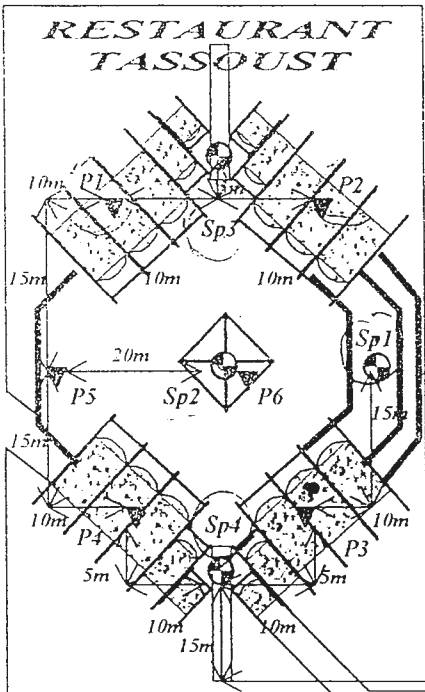 RESTAURANT
TASSOUST
10m P1 P2
Sp3
15m 10m 10m
Sp1
20m
P5 Sp2 P6 15m
15m
10m P4 Sp4 P3 10m
5m 5m
10m 15m 10m